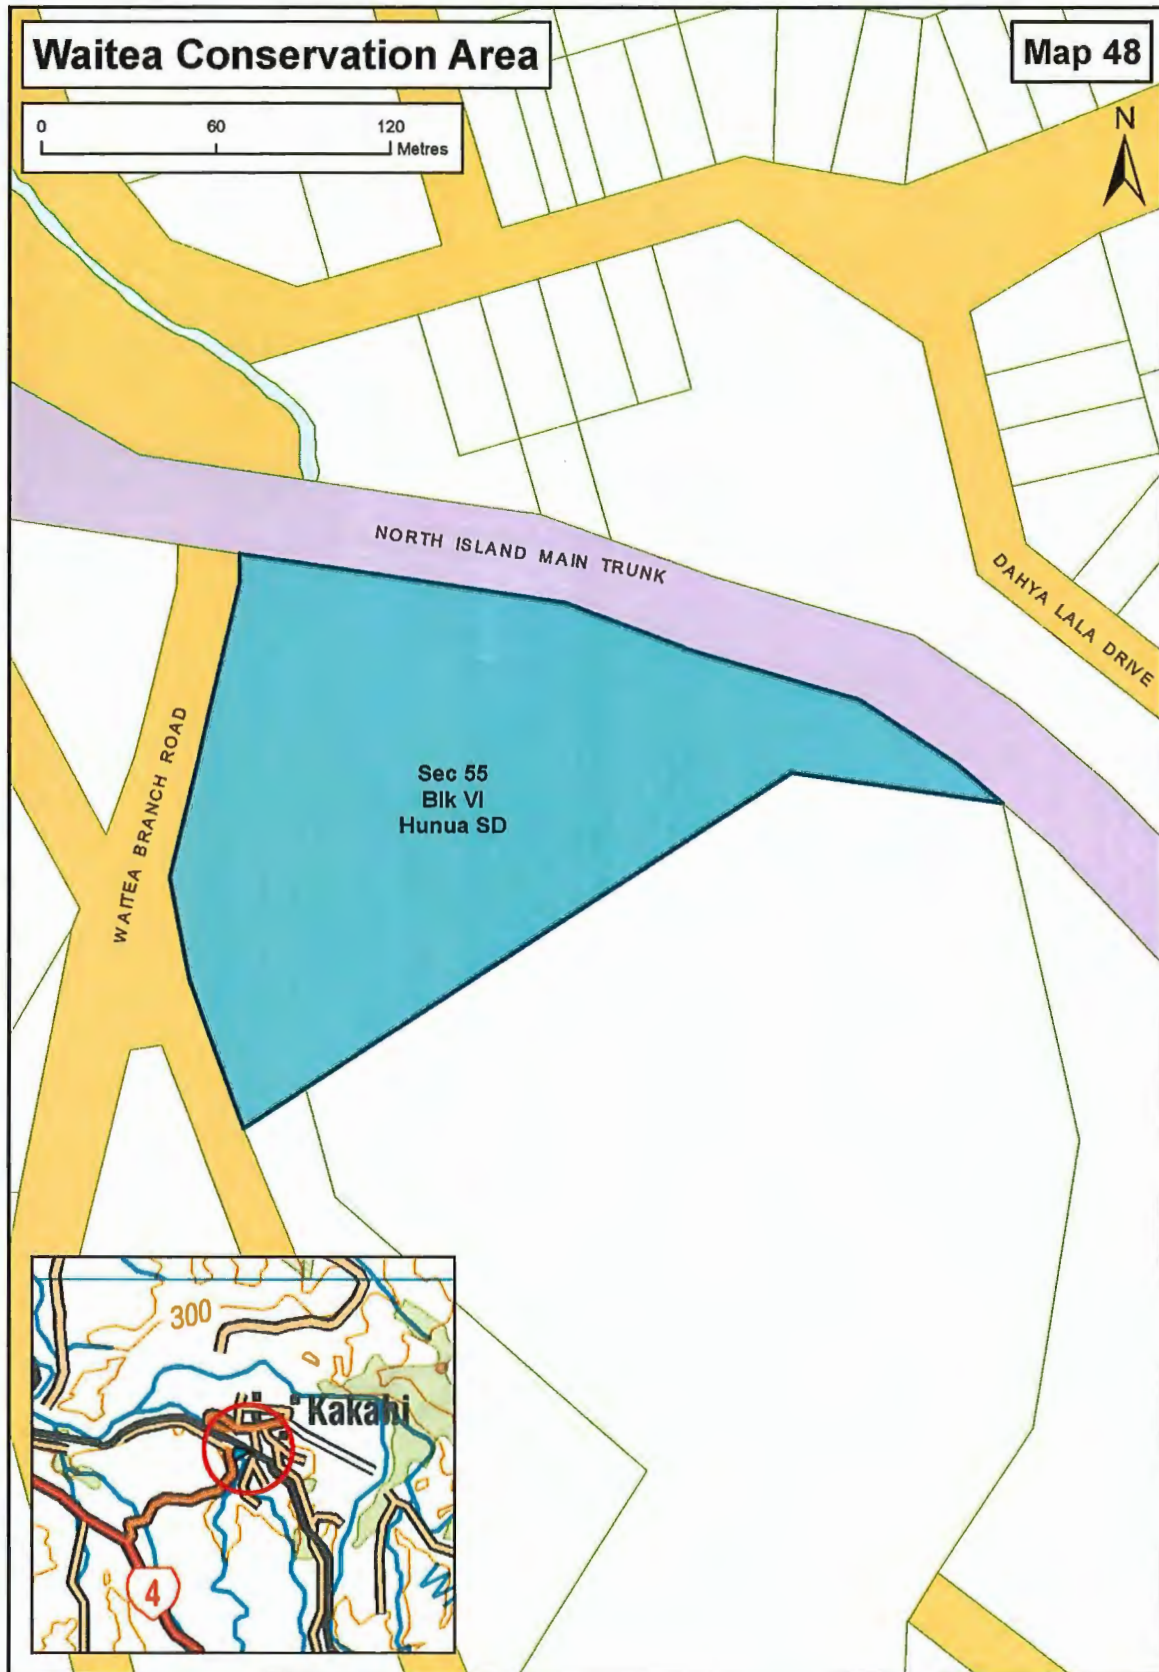 Waitea Conservation Area
Map 48
0 60 120
Metres
N
NORTH ISLAND MAIN TRUNK
DAHYA LALA DRIVE
WAITEA BRANCH ROAD
Sec 55
Blk VI
Hunua SD
300
Kakahi
4